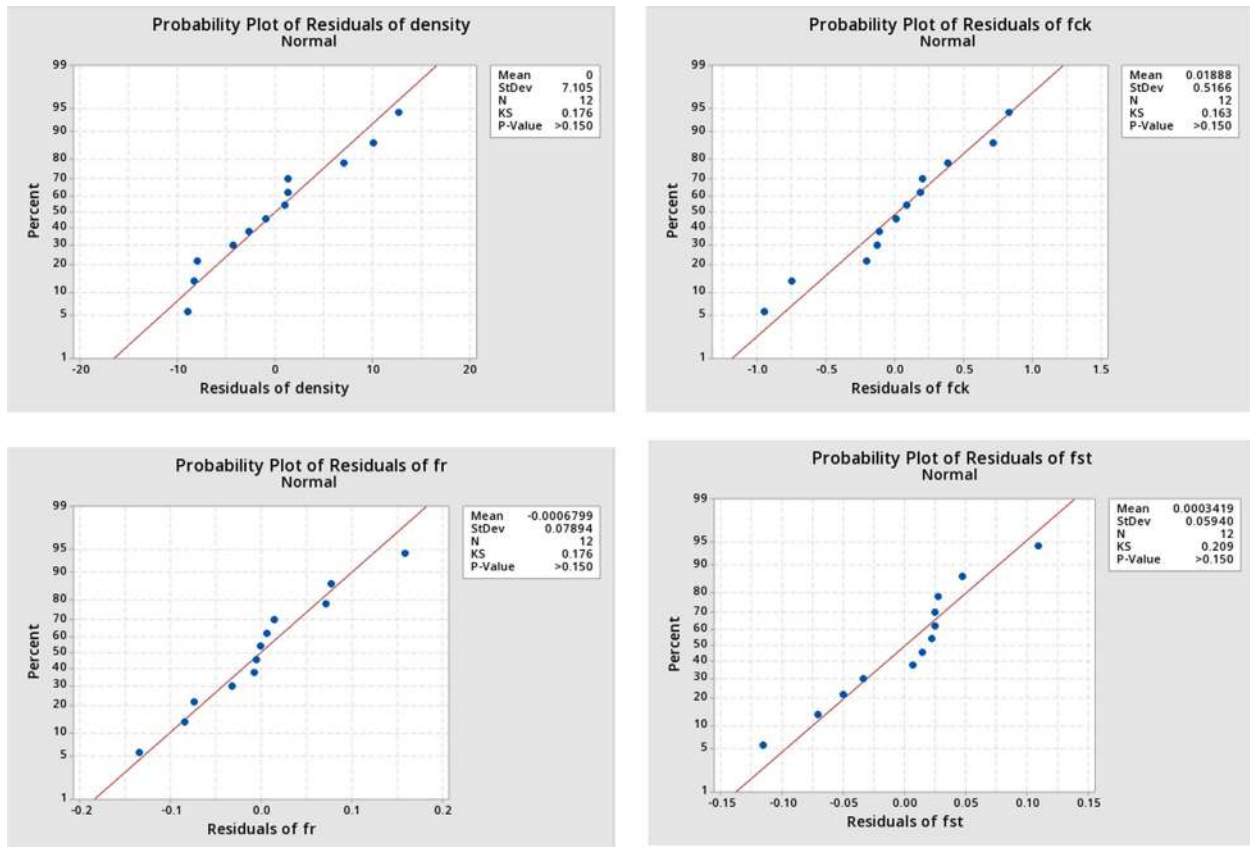 Probability Plot of Residuals of density
Normal
99
95
90
80
70
60
50
40
30
20
10
5
1
Percent
-20
-10
0
10
20
Residuals of density
Mean 0
StDev 7.105
N 12
KS 0.176
P-Value >0.150
Probability Plot of Residuals of fck
Normal
99
95
90
80
70
60
50
40
30
20
10
5
1
Percent
-1.0
-0.5
0.0
0.5
1.0
1.5
Residuals of fck
Mean 0.01888
StDev 0.5166
N 12
KS 0.163
P-Value >0.150
Probability Plot of Residuals of fr
Normal
99
95
90
80
70
60
50
40
30
20
10
5
1
Percent
-0.2
-0.1
0.0
0.1
0.2
Residuals of fr
Mean -0.0006799
StDev 0.07894
N 12
KS 0.176
P-Value >0.150
Probability Plot of Residuals of fst
Normal
99
95
90
80
70
60
50
40
30
20
10
5
1
Percent
-0.15
-0.10
-0.05
0.00
0.05
0.10
0.15
Residuals of fst
Mean 0.0003419
StDev 0.05940
N 12
KS 0.209
P-Value >0.150